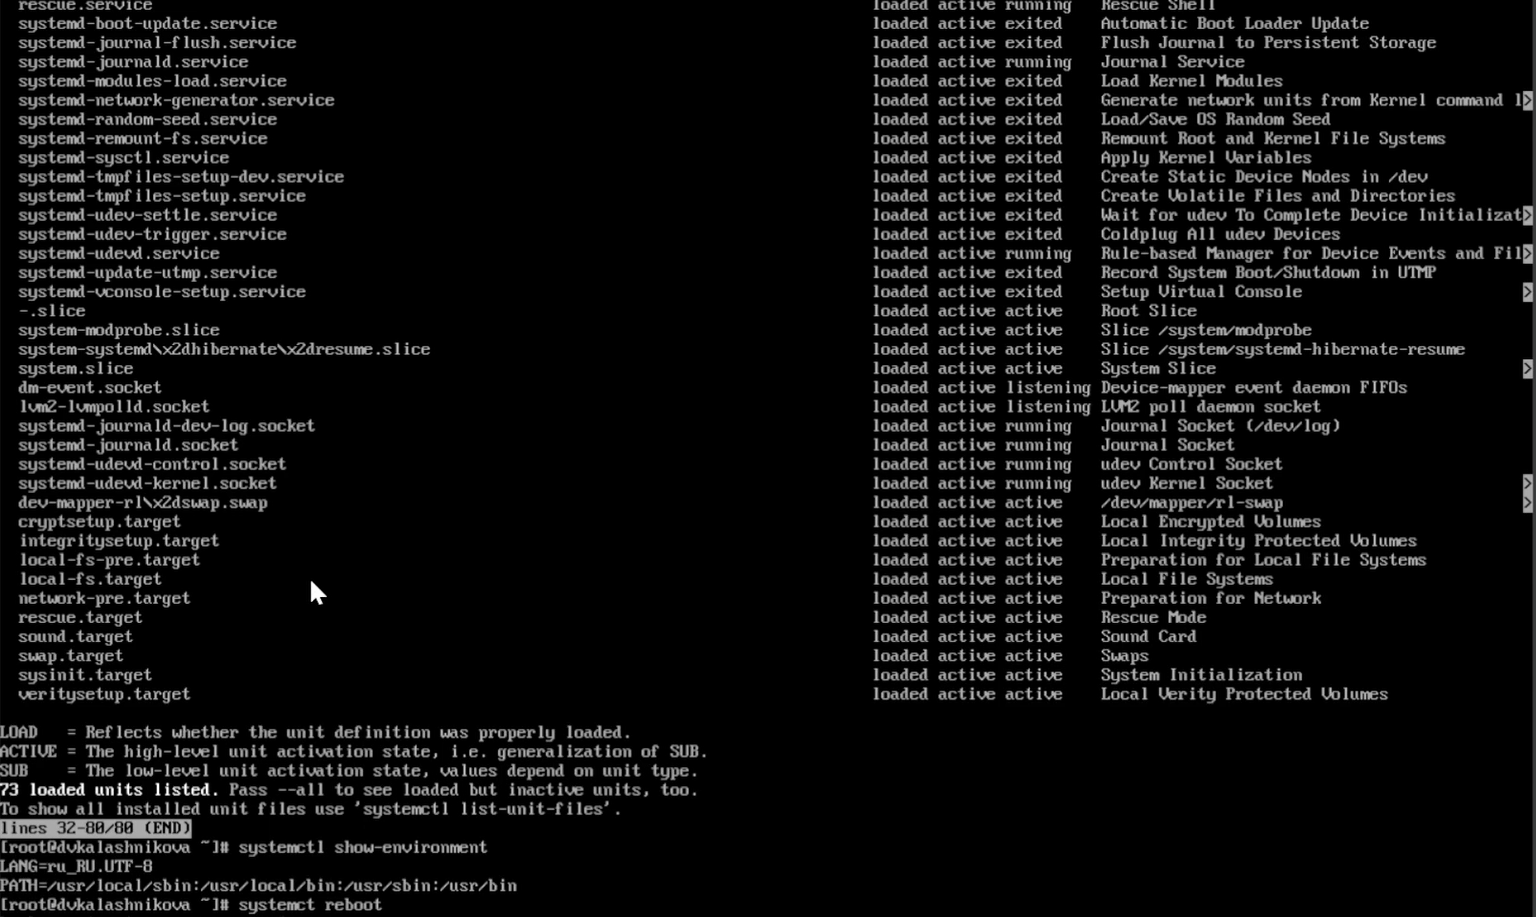 rescue.service loaded active running Rescue Shell
systemd-boot-update.service loaded active exited Automatic Boot Loader Update
systemd-journal-flush.service loaded active exited Flush Journal to Persistent Storage
systemd-journald.service loaded active running Journal Service
systemd-modules-load.service loaded active exited Load Kernel Modules
systemd-network-generator.service loaded active exited Generate network units from Kernel command l>
systemd-random-seed.service loaded active exited Load/Save OS Random Seed
systemd-remount-fs.service loaded active exited Remount Root and Kernel File Systems
systemd-sysctl.service loaded active exited Apply Kernel Variables
systemd-tmpfiles-setup-dev.service loaded active exited Create Static Device Nodes in /dev
systemd-tmpfiles-setup.service loaded active exited Create Volatile Files and Directories
systemd-udev-settle.service loaded active exited Wait for udev To Complete Device Initializat>
systemd-udev-trigger.service loaded active exited Coldplug All udev Devices
systemd-udevd.service loaded active running Rule-based Manager for Device Events and Fil>
systemd-update-utmp.service loaded active exited Record System Boot/Shutdown in UTMP
systemd-vconsole-setup.service loaded active exited Setup Virtual Console >
-.slice loaded active active Root Slice
system-modprobe.slice loaded active active Slice /system/modprobe
system-systemd\x2dhibernate\x2dresume.slice loaded active active Slice /system/systemd-hibernate-resume
system.slice loaded active active System Slice >
dm-event.socket loaded active listening Device-mapper event daemon FIFOs
lvm2-lvmpolld.socket loaded active listening LVM2 poll daemon socket
systemd-journald-dev-log.socket loaded active running Journal Socket (/dev/log)
systemd-journald.socket loaded active running Journal Socket
systemd-udevd-control.socket loaded active running udev Control Socket
systemd-udevd-kernel.socket loaded active running udev Kernel Socket >
dev-mapper-rl\x2dswap.swap loaded active active /dev/mapper/rl-swap >
cryptsetup.target loaded active active Local Encrypted Volumes
integritysetup.target loaded active active Local Integrity Protected Volumes
local-fs-pre.target loaded active active Preparation for Local File Systems
local-fs.target loaded active active Local File Systems
network-pre.target loaded active active Preparation for Network
rescue.target loaded active active Rescue Mode
sound.target loaded active active Sound Card
swap.target loaded active active Swaps
sysinit.target loaded active active System Initialization
veritysetup.target loaded active active Local Verity Protected Volumes
LOAD = Reflects whether the unit definition was properly loaded.
ACTIVE = The high-level unit activation state, i.e. generalization of SUB.
SUB = The low-level unit activation state, values depend on unit type.
73 loaded units listed. Pass --all to see loaded but inactive units, too.
To show all installed unit files use 'systemctl list-unit-files'.
lines 32-80/80 (END)
[root@dvkalashnikova ~]# systemctl show-environment
LANG=ru_RU.UTF-8
PATH=/usr/local/sbin:/usr/local/bin:/usr/sbin:/usr/bin
[root@dvkalashnikova ~]# systemct reboot